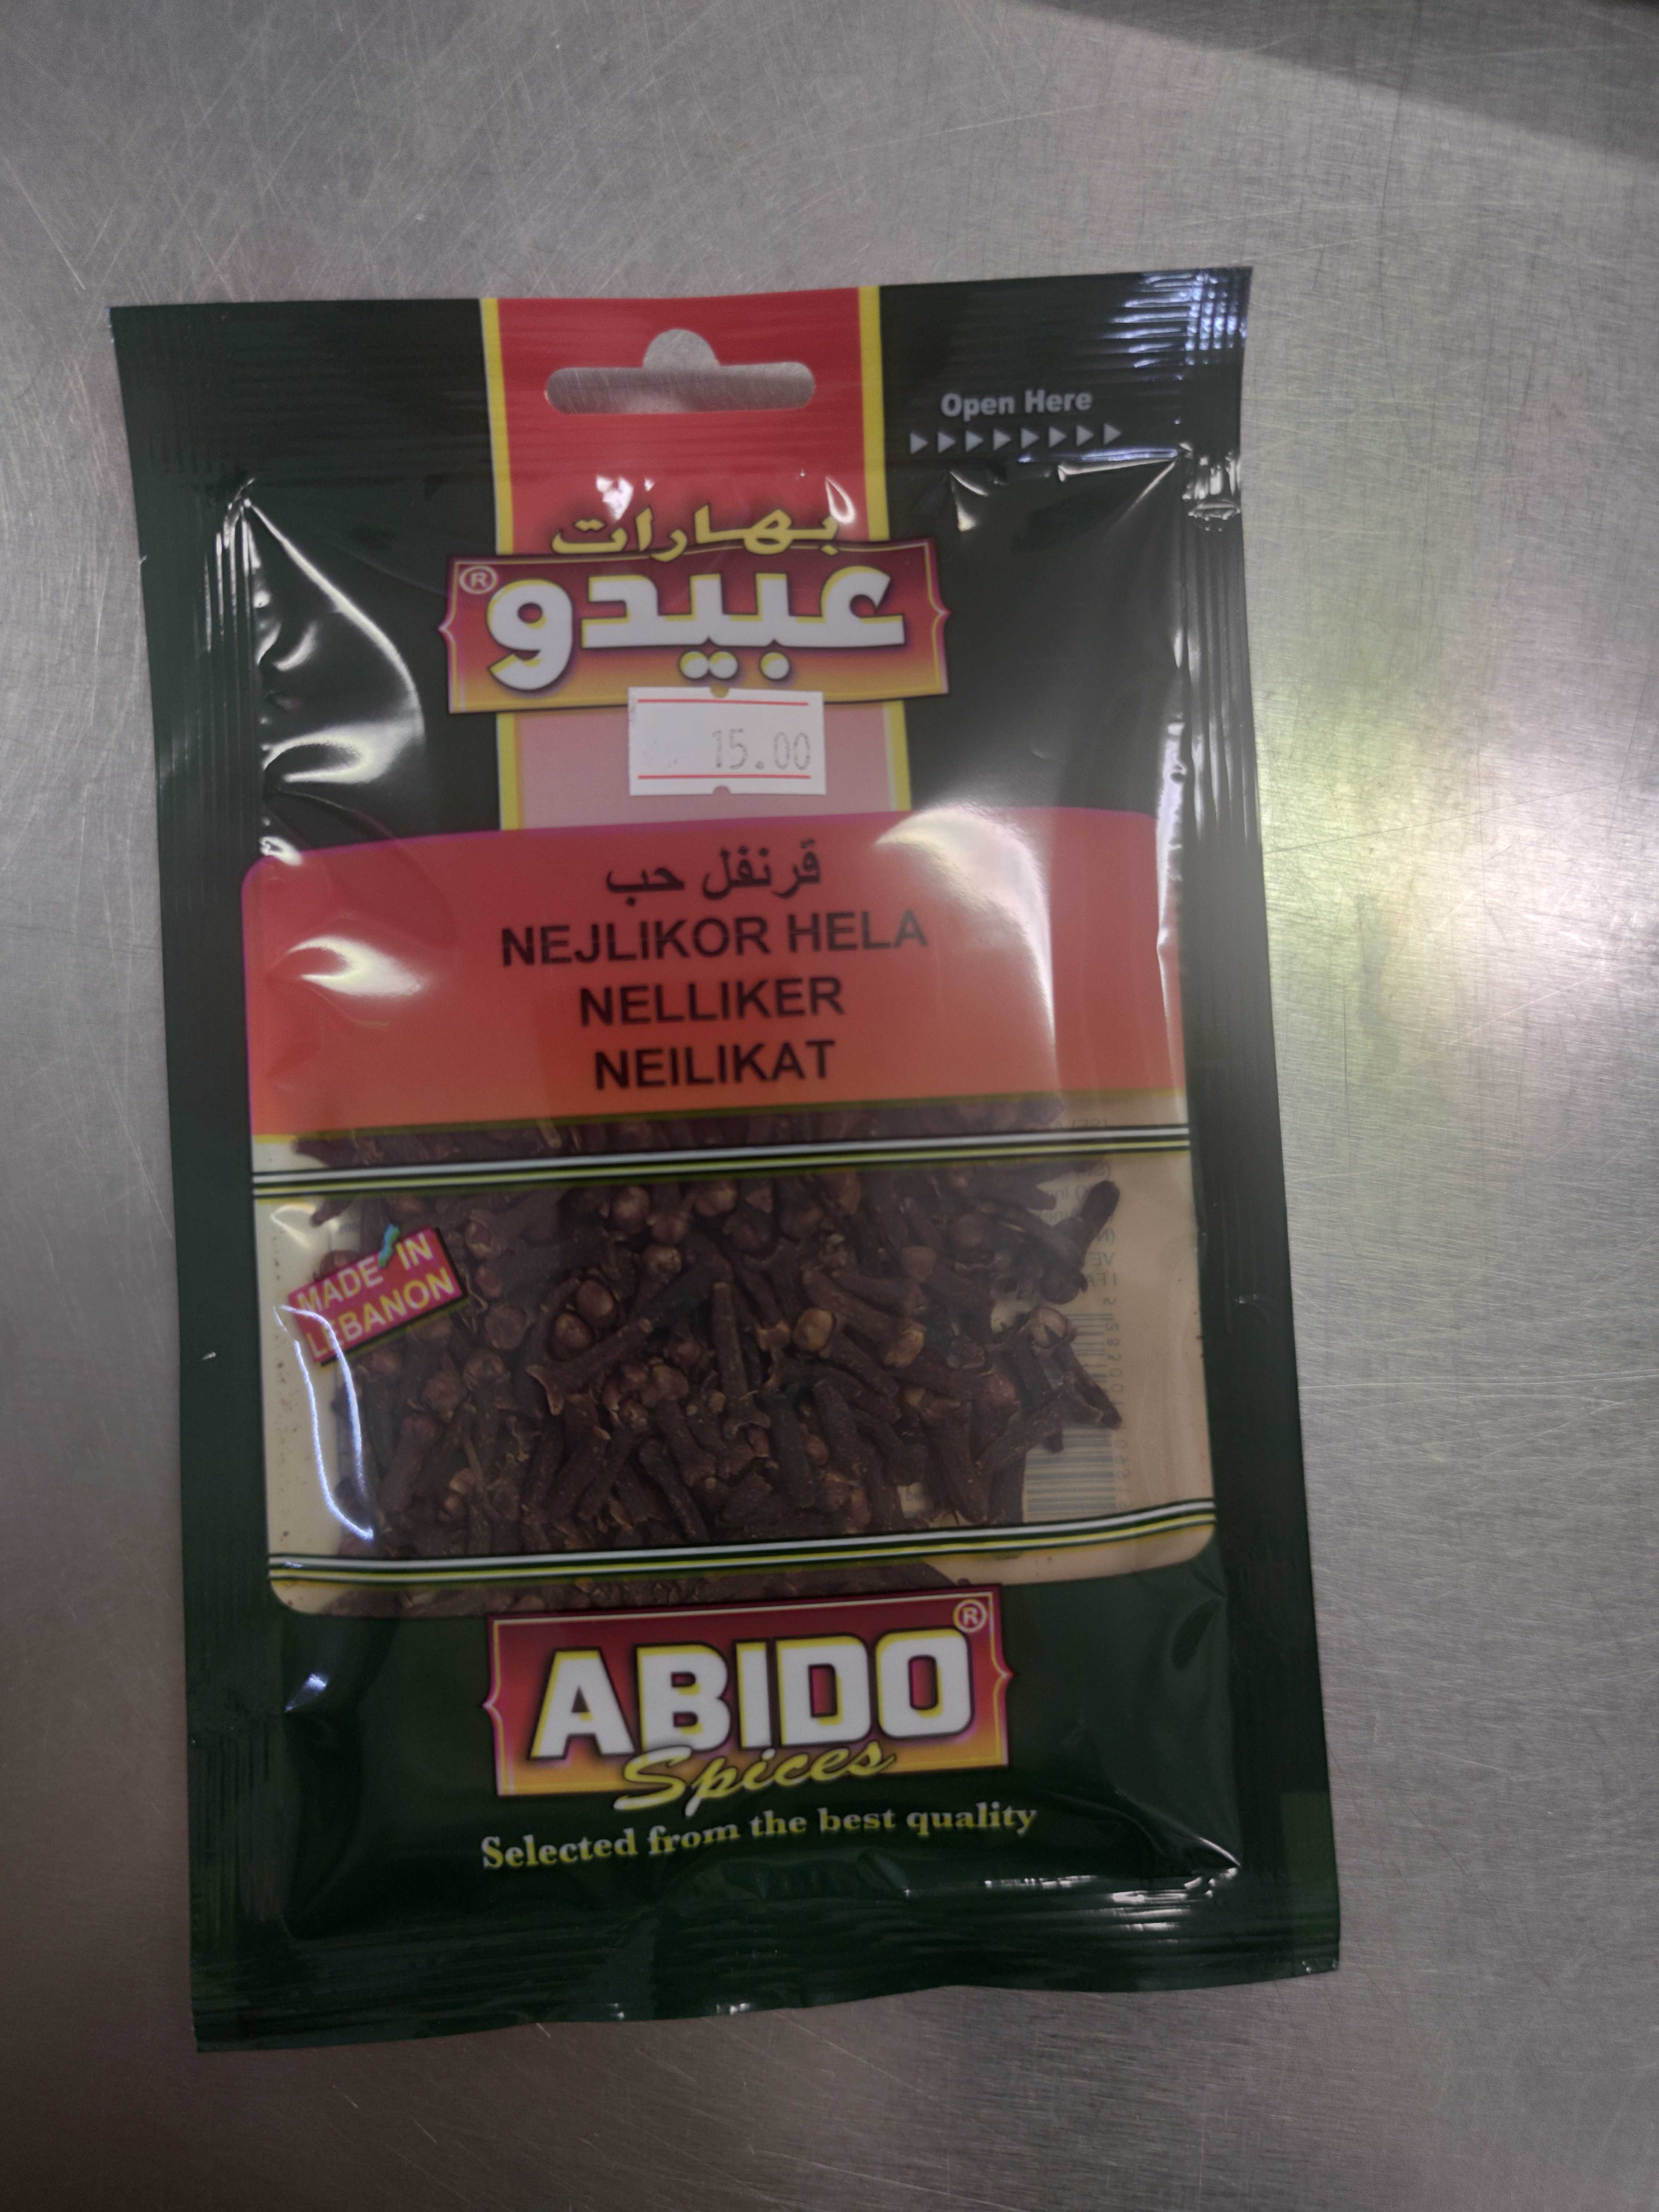 Open Here
بهارات
عبيدو®
15.00
قرنفل حب
NEJLIKOR HELA
NELLIKER
NEILIKAT
MADE IN
LEBANON
ABIDO®
Spices
Selected from the best quality